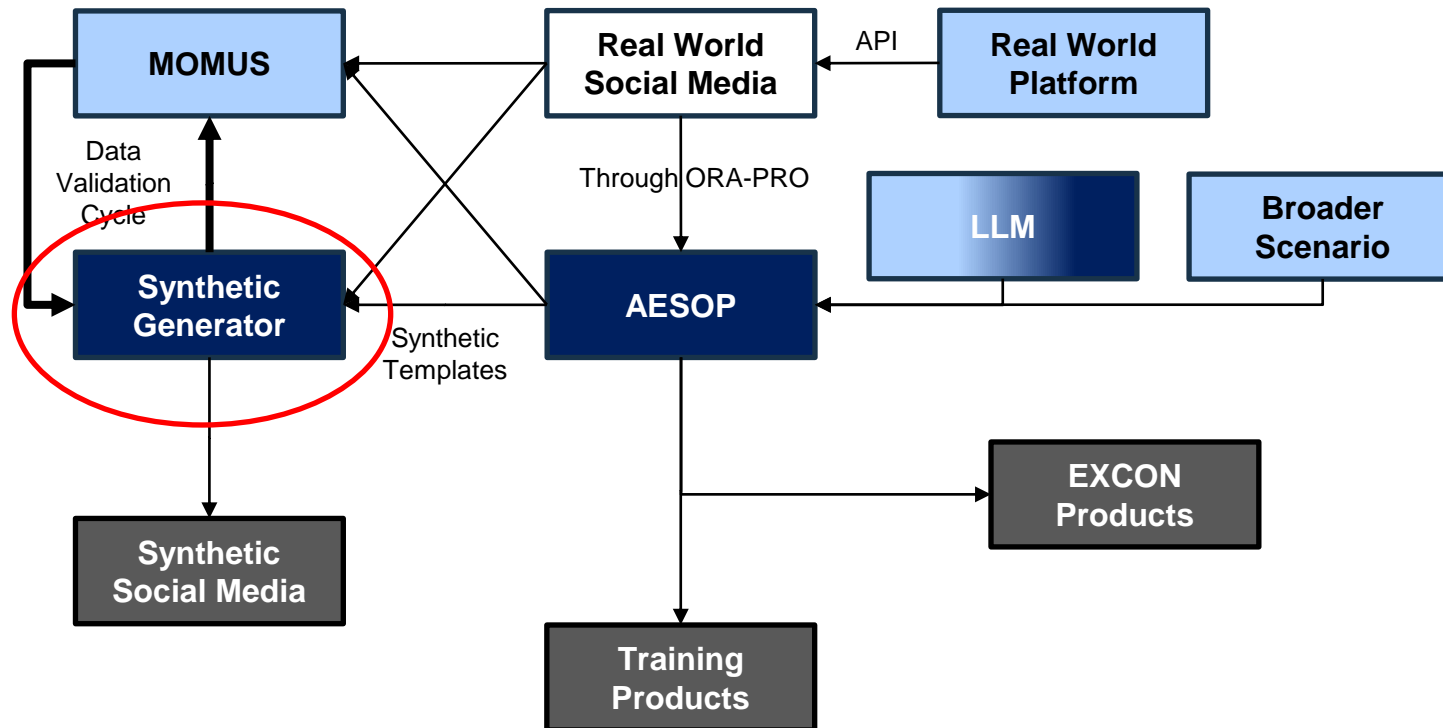 MOMUS
Real World
Social Media
API
Real World
Platform
Data
Validation
Cycle
Through ORA-PRO
LLM
Broader
Scenario
Synthetic
Generator
Synthetic
Templates
AESOP
EXCON
Products
Synthetic
Social Media
Training
Products